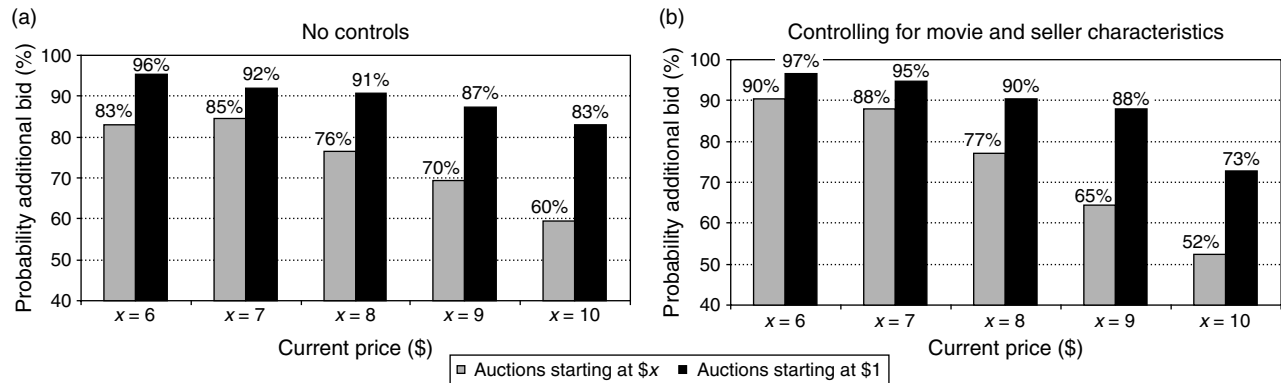 (a)
No controls
Probability additional bid (%)
100
90
80
70
60
50
40
83%
96%
85%
92%
76%
91%
70%
87%
60%
83%
x = 6
x = 7
x = 8
x = 9
x = 10
Current price ($)
(b)
Controlling for movie and seller characteristics
Probability additional bid (%)
100
90
80
70
60
50
40
90%
97%
88%
95%
77%
90%
65%
88%
52%
73%
x = 6
x = 7
x = 8
x = 9
x = 10
Current price ($)
Auctions starting at $x
Auctions starting at $1